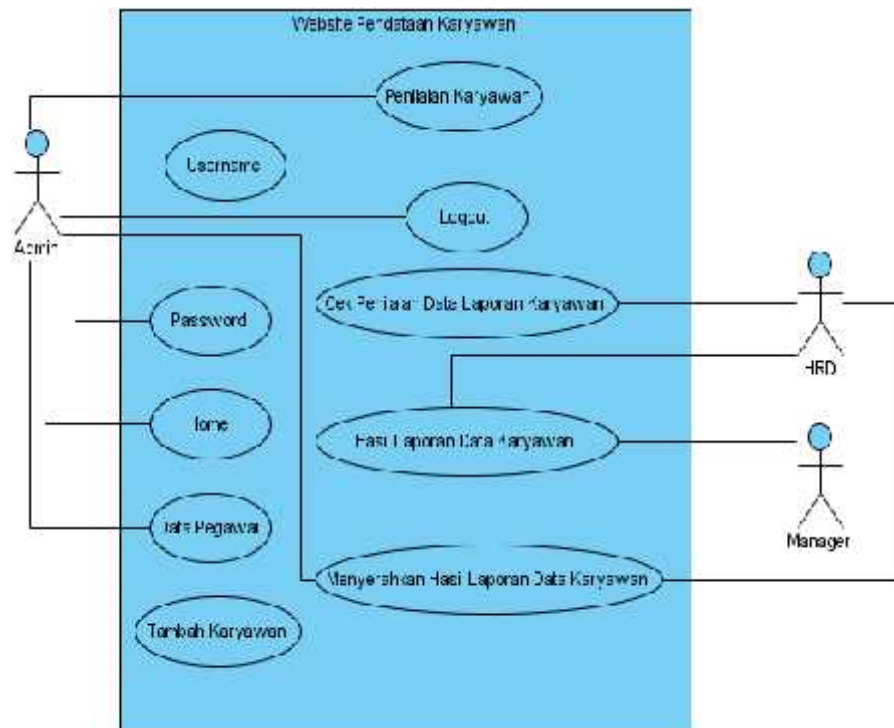 Website Pendataan Karyawan
Penilaian Karyawan
Username
Logout
Admin
Cek Penilaian Data Laporan Karyawan
Password
HRD
Home
Hasil Laporan Data Karyawan
Data Pegawai
Manager
Menyerahkan Hasil Laporan Data Karyawan
Tambah Karyawan